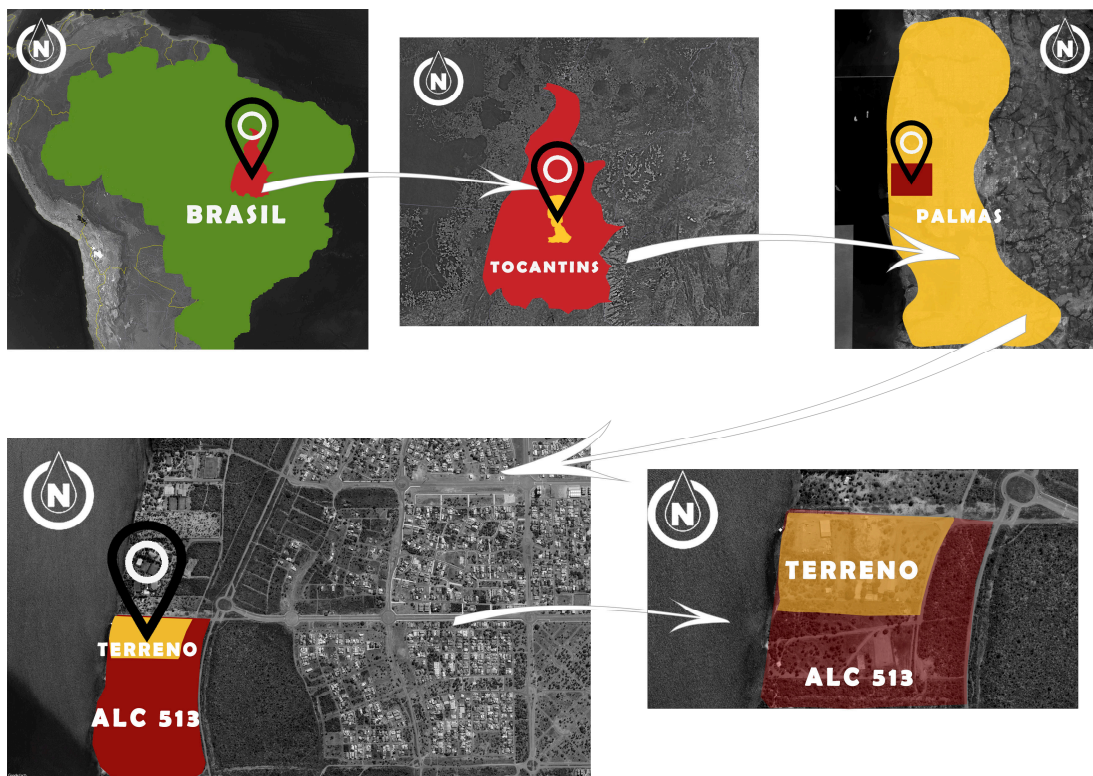 N
BRASIL
N
TOCANTINS
N
PALMAS
N
TERRENO
ALC 513
N
TERRENO
ALC 513